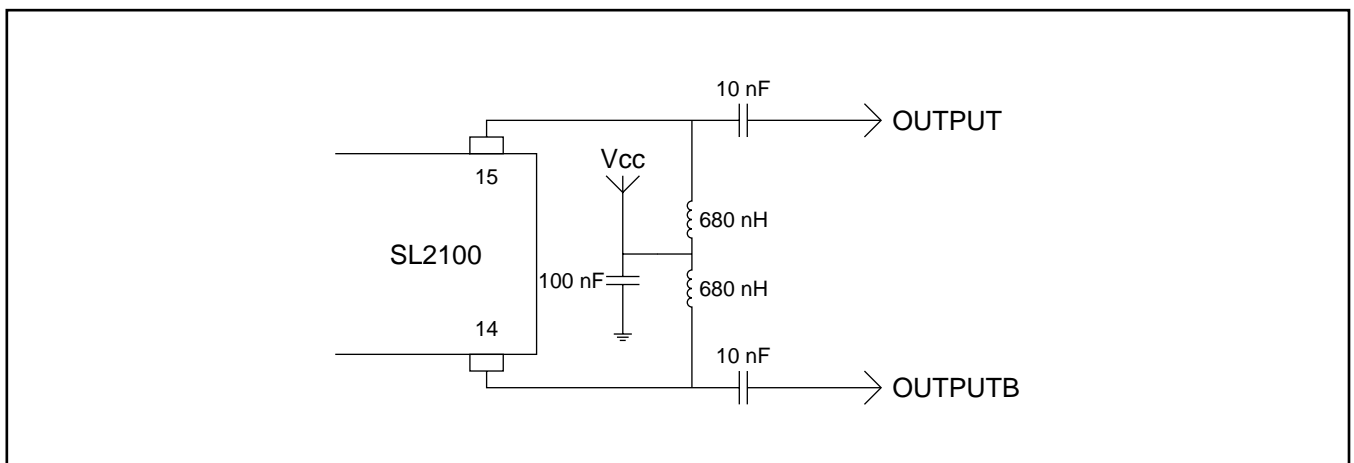 10 nF
OUTPUT
Vcc
15
680 nH
SL2100
100 nF
680 nH
14
10 nF
OUTPUTB